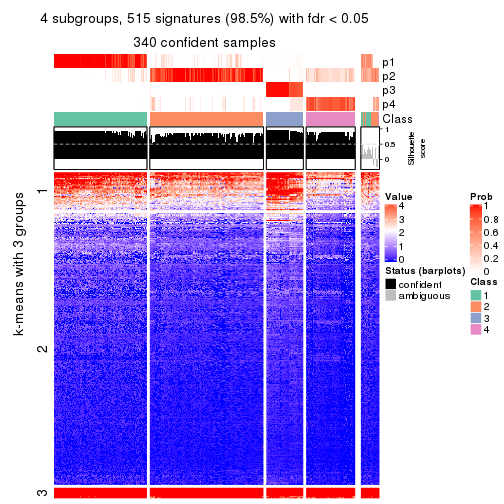 4 subgroups, 515 signatures (98.5%) with fdr < 0.05
340 confident samples
p1
p2
p3
p4
Class
1
0.5
0
Silhouette
score
k-means with 3 groups
1
2
3
Value
4
3
2
1
0
Status (barplots)
confident
ambiguous
Prob
1
0.8
0.6
0.4
0.2
0
Class
1
2
3
4